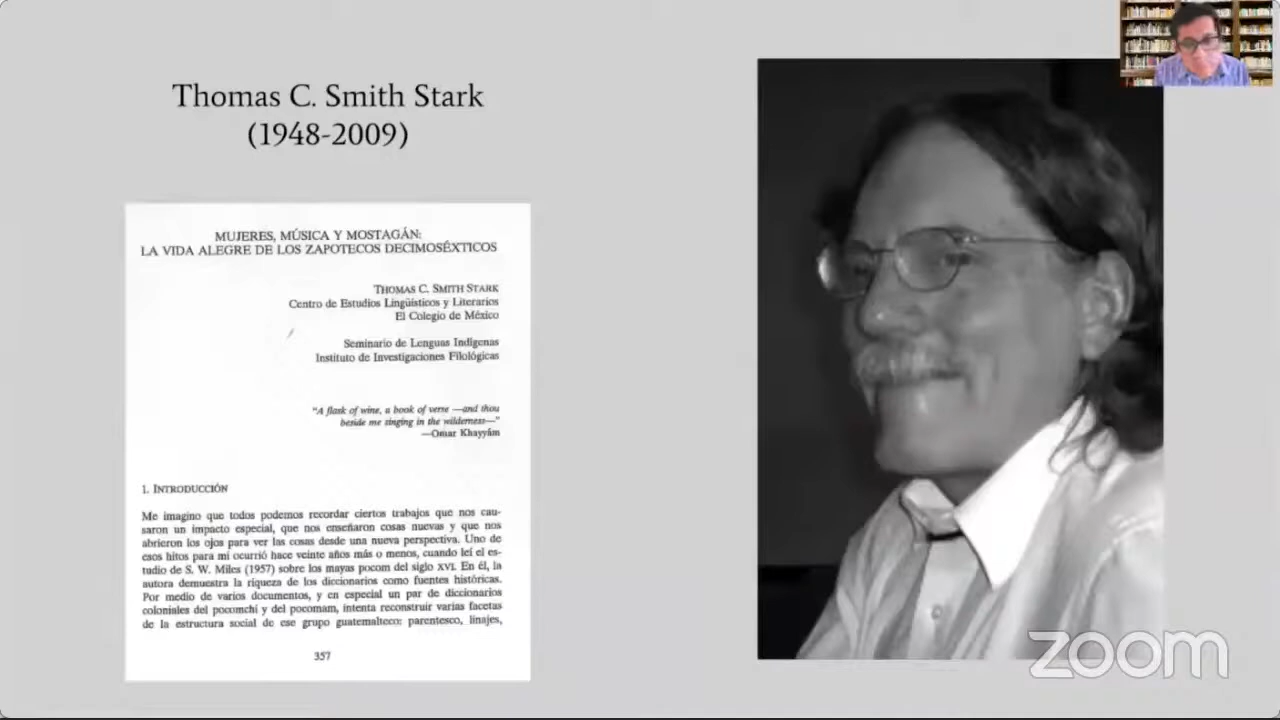 Thomas C. Smith Stark
(1948-2009)
MUJERES, MÚSICA Y MOSTAGÁN:
LA VIDA ALEGRE DE LOS ZAPOTECOS DECIMOSÉXTICOS
THOMAS C. SMITH STARK
Centro de Estudios Lingüísticos y Literarios
El Colegio de México
Seminario de Lenguas Indígenas
Instituto de Investigaciones Filológicas
"A flask of wine, a book of verse —and thou
beside me singing in the wilderness—"
—Omar Khayyám
1. INTRODUCCIÓN
Me imagino que todos podemos recordar ciertos trabajos que nos cau-
saron un impacto especial, que nos enseñaron cosas nuevas y que nos
abrieron los ojos para ver las cosas desde una nueva perspectiva. Uno de
esos hitos para mí ocurrió hace veinte años más o menos, cuando leí el es-
tudio de S. W. Miles (1957) sobre los mayas pocom del siglo XVI. En él, la
autora demuestra la riqueza de los diccionarios como fuentes históricas.
Por medio de varios documentos, y en especial un par de diccionarios
coloniales del pocomchí y del pocomam, intenta reconstruir varias facetas
de la estructura social de ese grupo guatemalteco: parentesco, linajes,
357
zoom